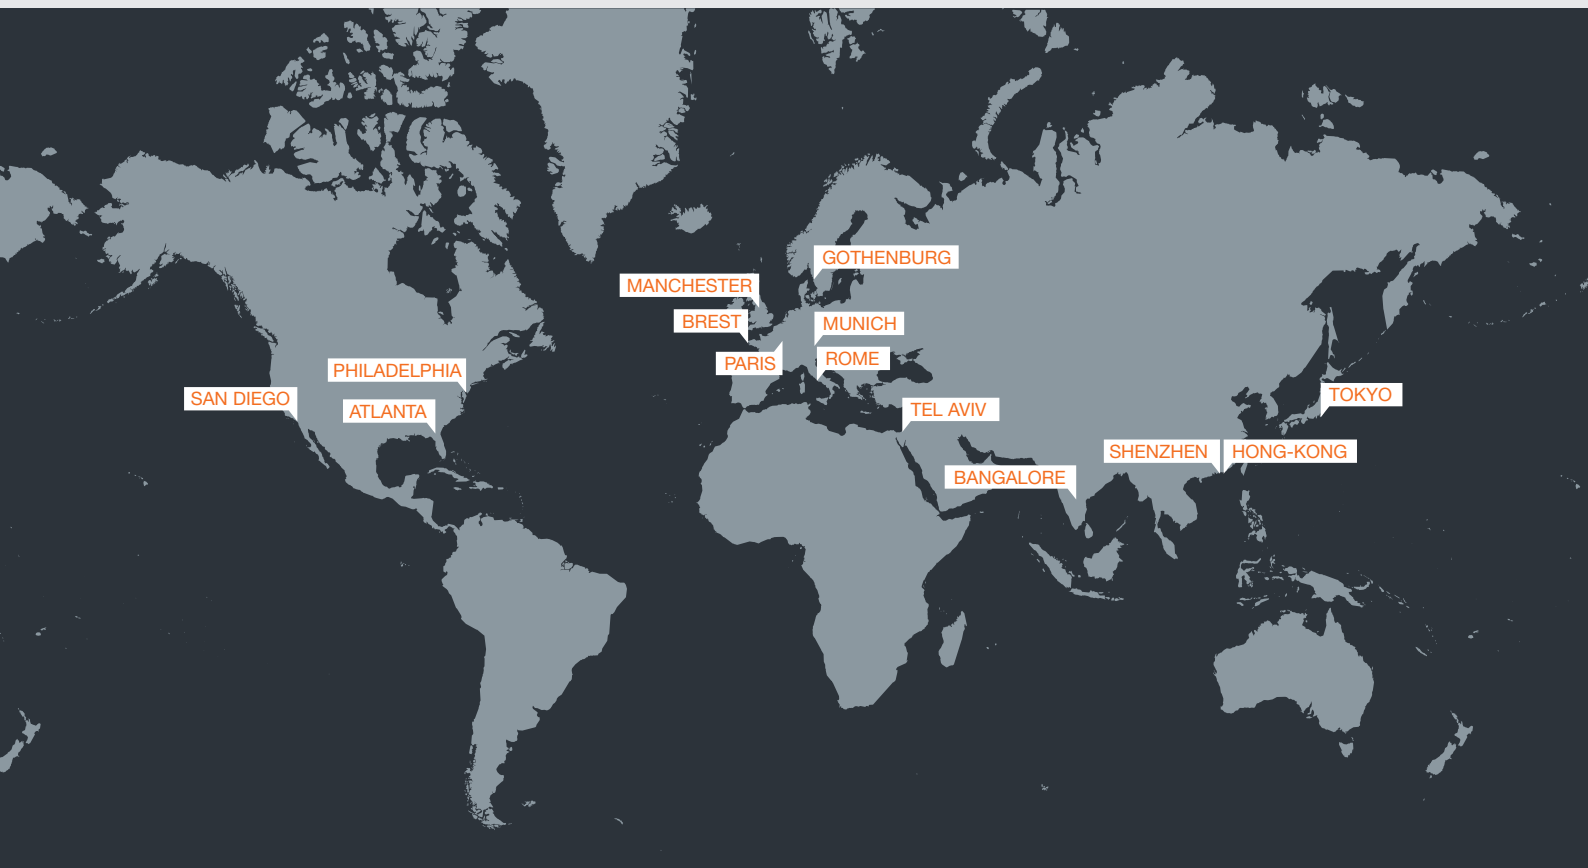 GOTHENBURG
MANCHESTER
BREST
MUNICH
PARIS
ROME
PHILADELPHIA
SAN DIEGO
ATLANTA
TEL AVIV
TOKYO
SHENZHEN
HONG-KONG
BANGALORE